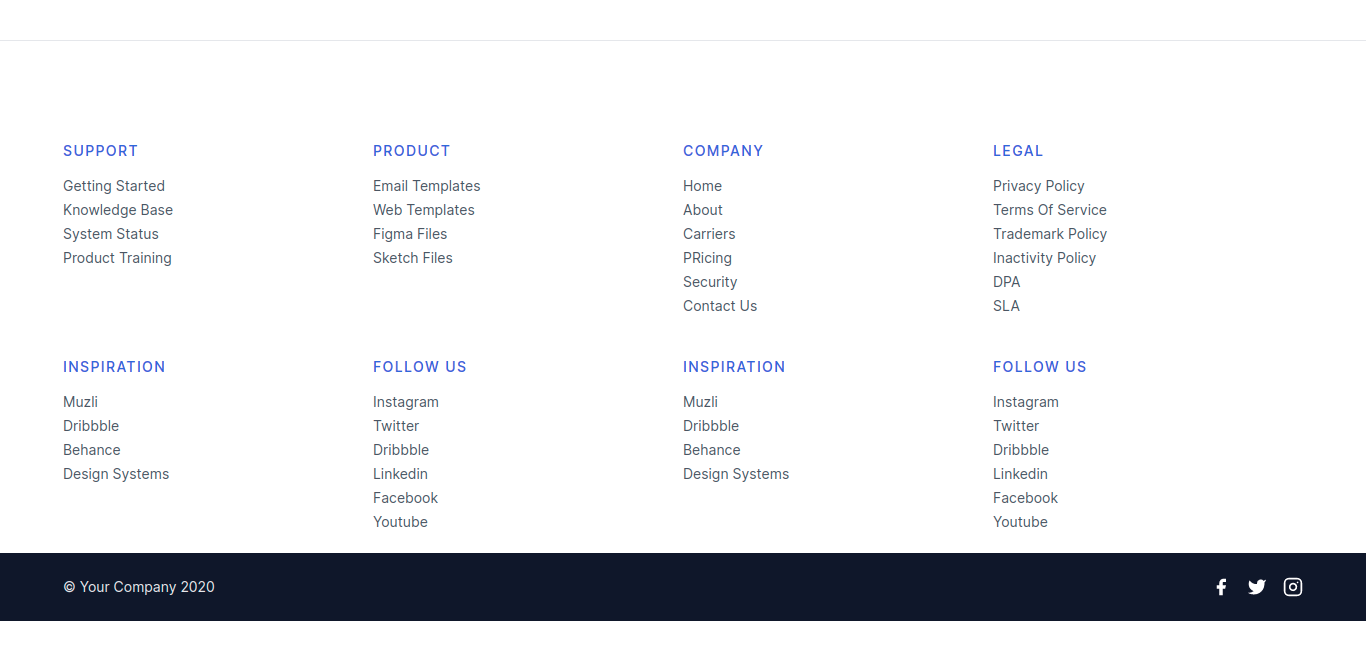 SUPPORT
Getting Started
Knowledge Base
System Status
Product Training
PRODUCT
Email Templates
Web Templates
Figma Files
Sketch Files
COMPANY
Home
About
Carriers
PRicing
Security
Contact Us
LEGAL
Privacy Policy
Terms Of Service
Trademark Policy
Inactivity Policy
DPA
SLA
INSPIRATION
Muzli
Dribbble
Behance
Design Systems
FOLLOW US
Instagram
Twitter
Dribbble
Linkedin
Facebook
Youtube
INSPIRATION
Muzli
Dribbble
Behance
Design Systems
FOLLOW US
Instagram
Twitter
Dribbble
Linkedin
Facebook
Youtube
© Your Company 2020